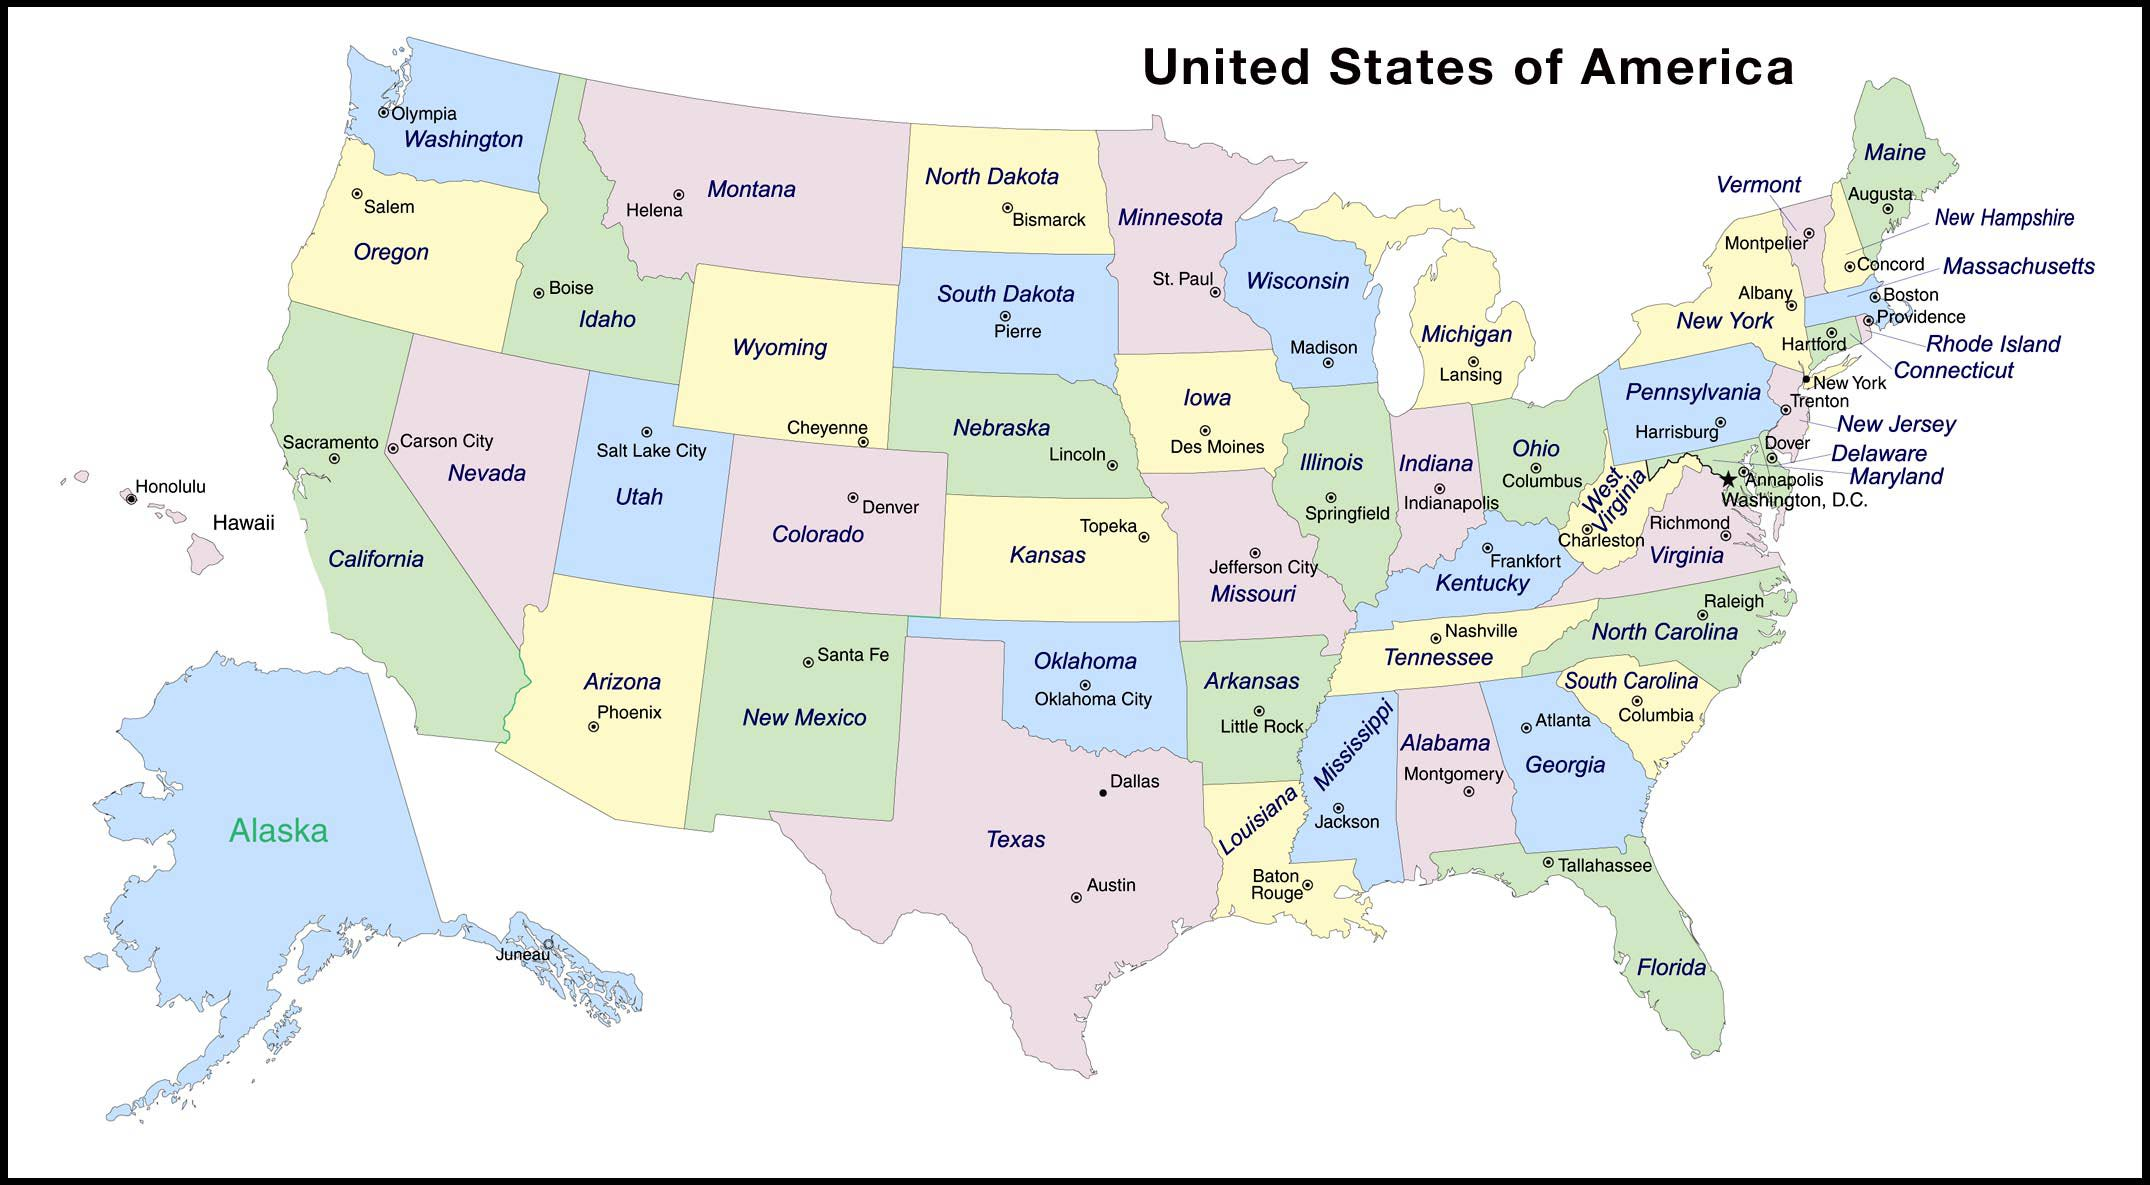 United States of America
Olympia
Washington
Salem
Oregon
Helena
Montana
Boise
Idaho
North Dakota
Bismarck
Minnesota
St. Paul
South Dakota
Pierre
Wisconsin
Madison
Michigan
Lansing
Maine
Augusta
Vermont
Montpelier
New Hampshire
Concord
Massachusetts
Boston
Albany
New York
Providence
Hartford
Rhode Island
Connecticut
New York
Trenton
New Jersey
Pennsylvania
Harrisburg
Dover
Delaware
Maryland
Annapolis
Washington, D.C.
Wyoming
Cheyenne
Nebraska
Lincoln
Iowa
Des Moines
Illinois
Springfield
Indiana
Indianapolis
Ohio
Columbus
West
Virginia
Charleston
Richmond
Virginia
Sacramento
Carson City
Nevada
California
Salt Lake City
Utah
Denver
Colorado
Topeka
Kansas
Jefferson City
Missouri
Frankfort
Kentucky
Honolulu
Hawaii
Arizona
Phoenix
Santa Fe
New Mexico
Oklahoma
Oklahoma City
Arkansas
Little Rock
Nashville
Tennessee
Raleigh
North Carolina
South Carolina
Columbia
Atlanta
Georgia
Alabama
Montgomery
Mississippi
Jackson
Louisiana
Baton
Rouge
Dallas
Texas
Austin
Tallahassee
Florida
Alaska
Juneau